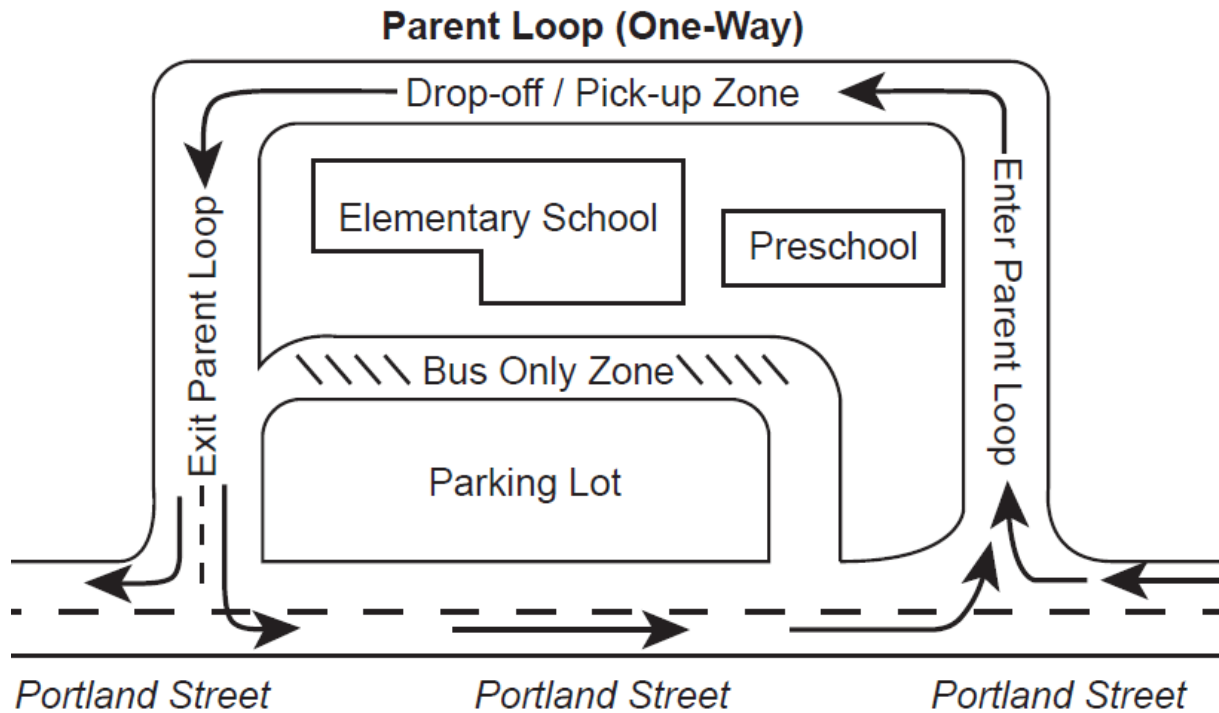 Parent Loop (One-Way)
Drop-off / Pick-up Zone
Enter Parent Loop
Elementary School
Preschool
Exit Parent Loop
Bus Only Zone
Parking Lot
Portland Street
Portland Street
Portland Street